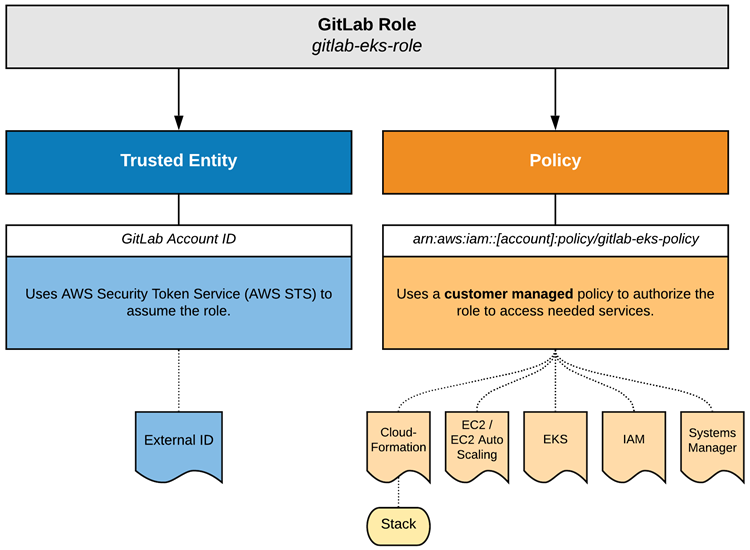 GitLab Role
gitlab-eks-role
Trusted Entity
GitLab Account ID
Uses AWS Security Token Service (AWS STS) to
assume the role.
External ID
Policy
arn:aws:iam::[account]:policy/gitlab-eks-policy
Uses a customer managed policy to authorize the
role to access needed services.
Cloud-
Formation
EC2 /
EC2 Auto
Scaling
EKS
IAM
Systems
Manager
Stack